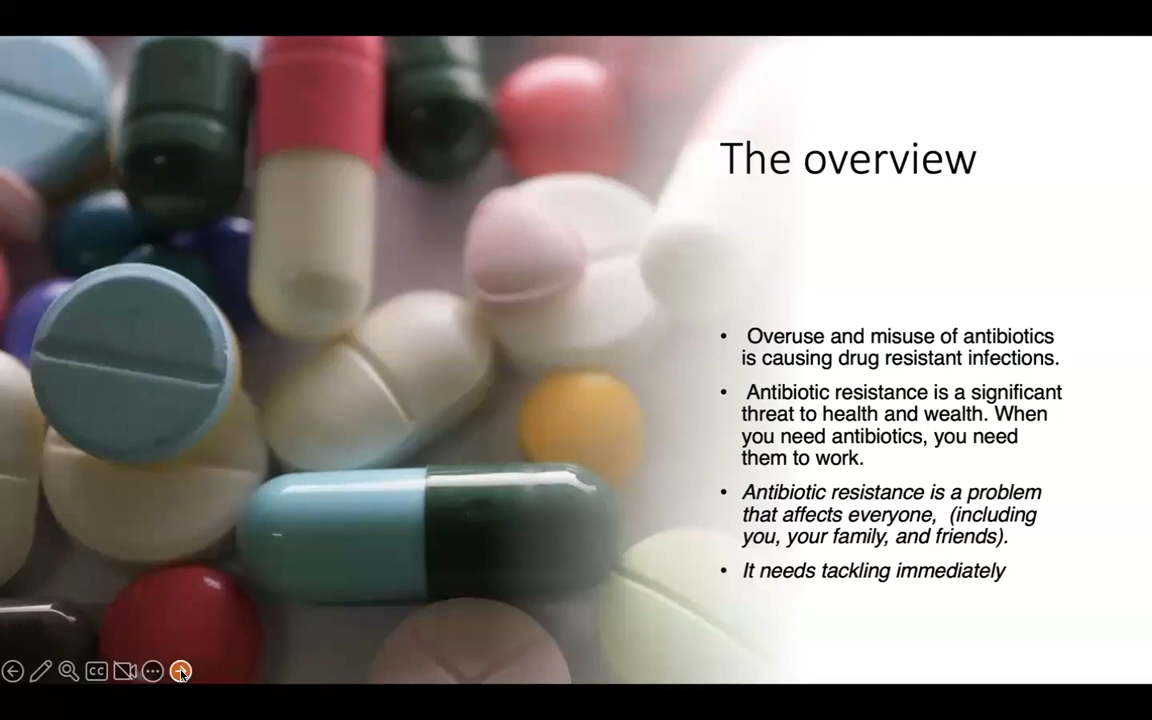 The overview
• Overuse and misuse of antibiotics
is causing drug resistant infections.
• Antibiotic resistance is a significant
threat to health and wealth. When
you need antibiotics, you need
them to work.
• Antibiotic resistance is a problem
that affects everyone, (including
you, your family, and friends).
• It needs tackling immediately
CC